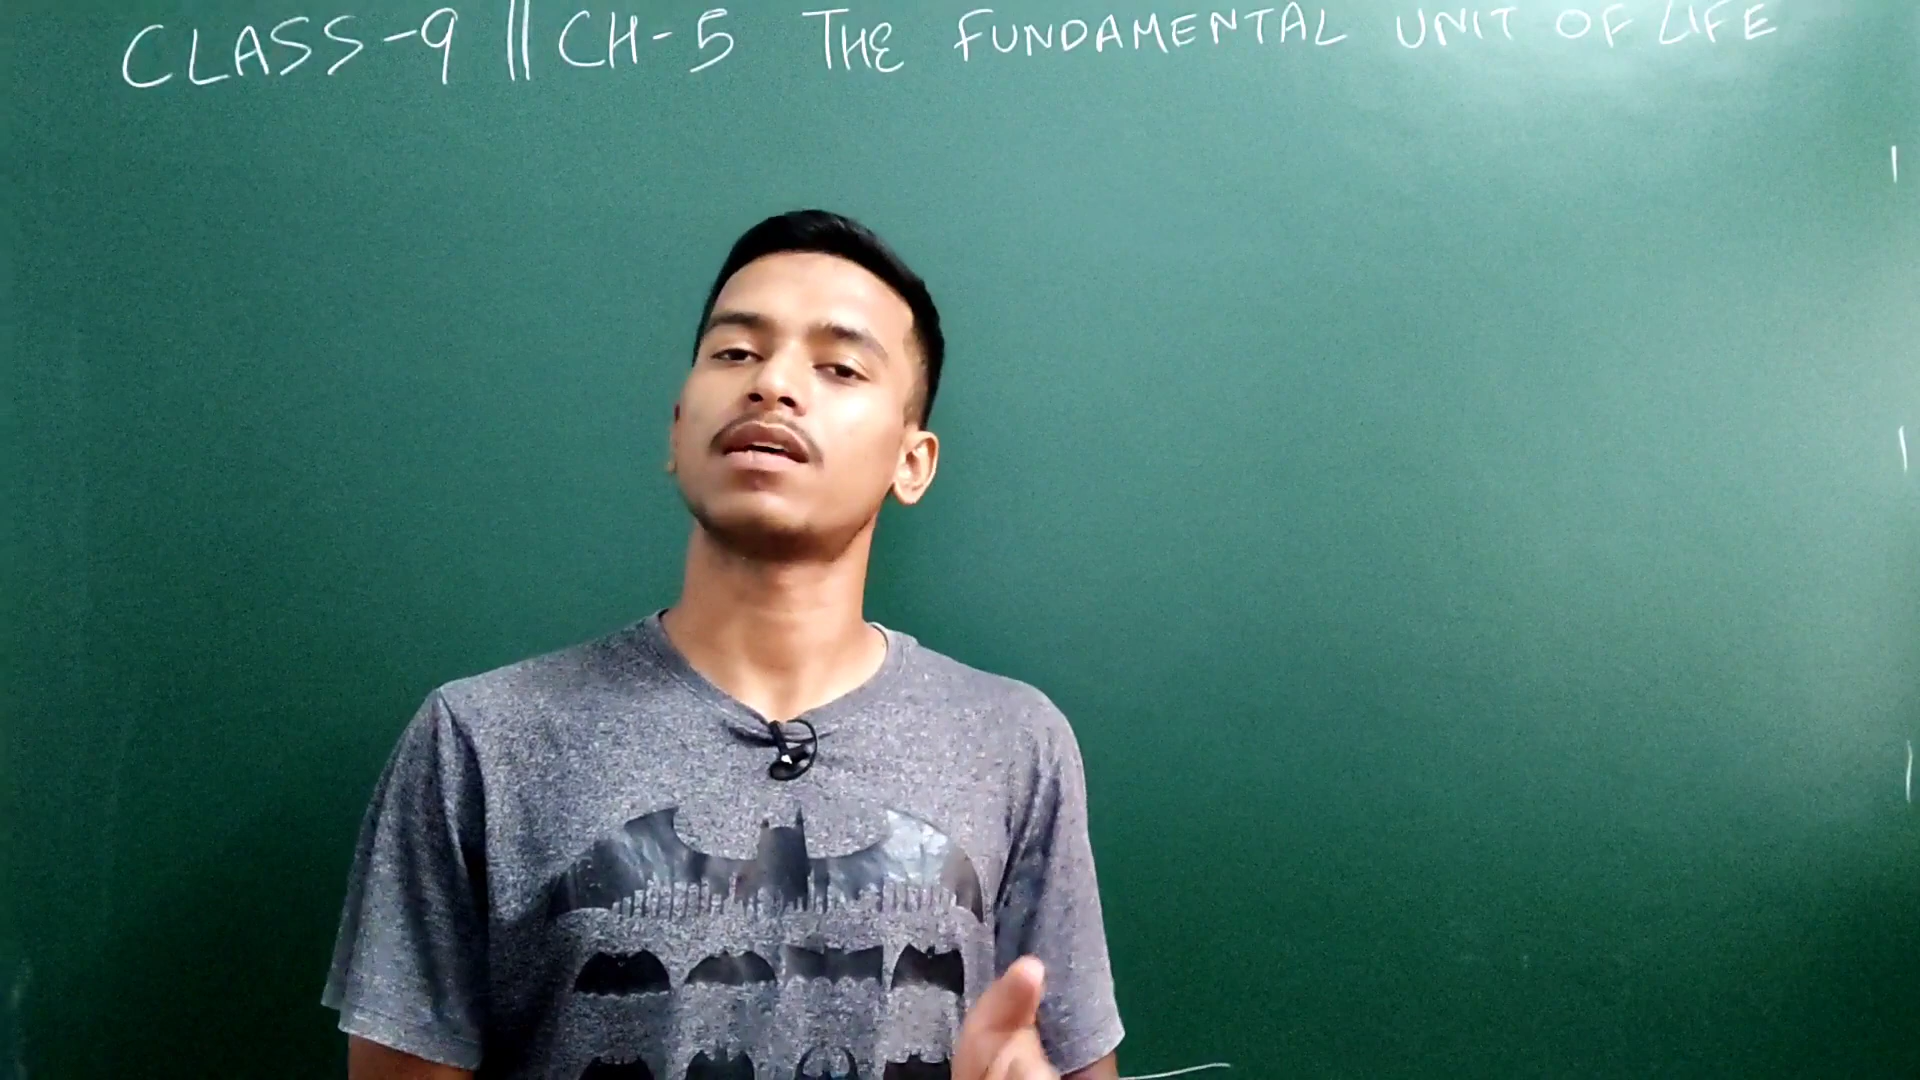 CLASS-9 || CH-5 THE FUNDAMENTAL UNIT OF LIFE